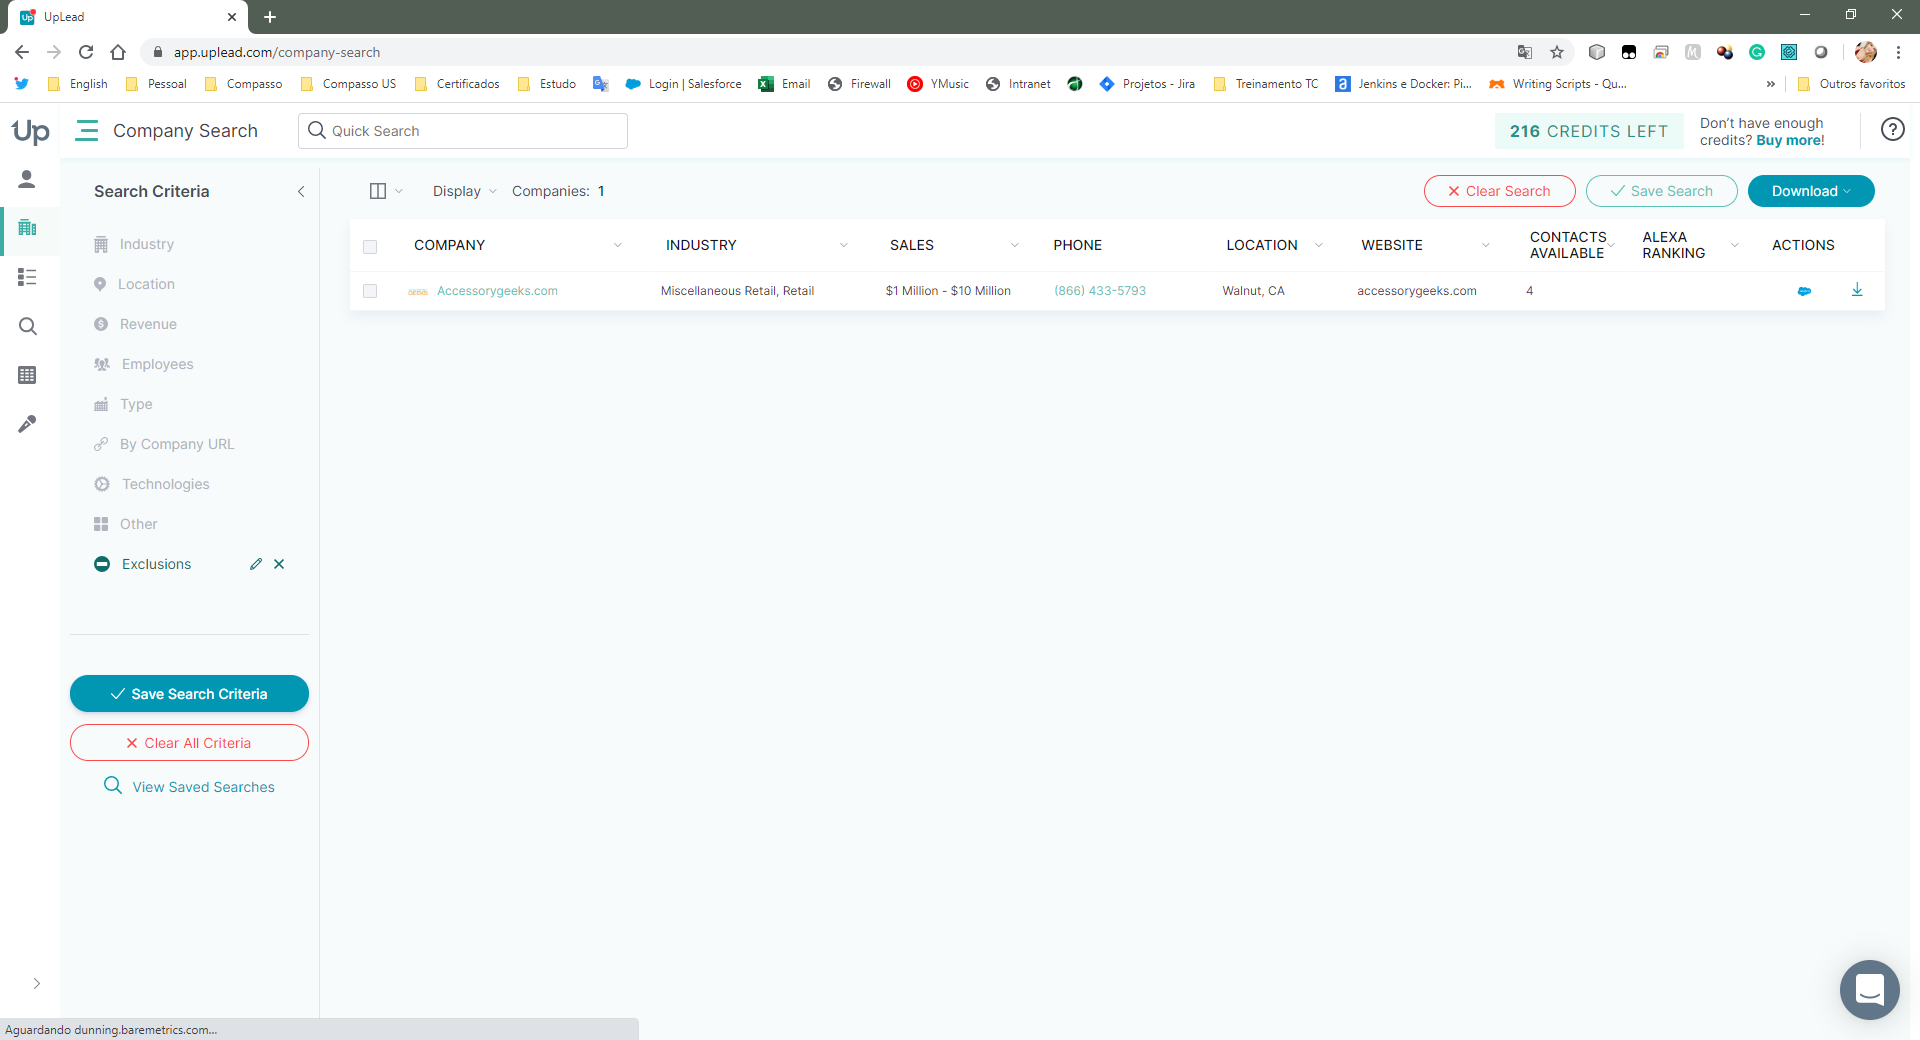 UpLead
app.uplead.com/company-search
English
Pessoal
Compasso
Compasso US
Certificados
Estudo
Login | Salesforce
Email
Firewall
YMusic
Intranet
Projetos - Jira
Treinamento TC
Jenkins e Docker: Pi...
Writing Scripts - Qu...
»
Outros favoritos
Up
Company Search
Quick Search
216 CREDITS LEFT
Don't have enough
credits? Buy more!
Search Criteria
Display
Companies: 1
Clear Search
Save Search
Download
Industry
Location
Revenue
Employees
Type
By Company URL
Technologies
Other
Exclusions
COMPANY
INDUSTRY
SALES
PHONE
LOCATION
WEBSITE
CONTACTS
AVAILABLE
ALEXA
RANKING
ACTIONS
Accessorygeeks.com
Miscellaneous Retail, Retail
$1 Million - $10 Million
(866) 433-5793
Walnut, CA
accessorygeeks.com
4
Save Search Criteria
Clear All Criteria
View Saved Searches
Aguardando dunning.baremetrics.com...